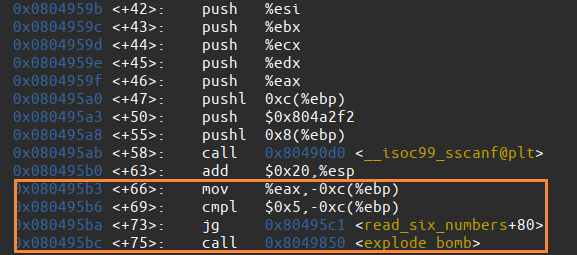 0x0804959b <+42>: push %esi
0x0804959c <+43>: push %ebx
0x0804959d <+44>: push %ecx
0x0804959e <+45>: push %edx
0x0804959f <+46>: push %eax
0x080495a0 <+47>: pushl 0xc(%ebp)
0x080495a3 <+50>: push $0x804a2f2
0x080495a8 <+55>: pushl 0x8(%ebp)
0x080495ab <+58>: call 0x80490d0 <__isoc99_sscanf@plt>
0x080495b0 <+63>: add $0x20,%esp
0x080495b3 <+66>: mov %eax,-0xc(%ebp)
0x080495b6 <+69>: cmpl $0x5,-0xc(%ebp)
0x080495ba <+73>: jg 0x80495c1 <read_six_numbers+80>
0x080495bc <+75>: call 0x8049850 <explode_bomb>